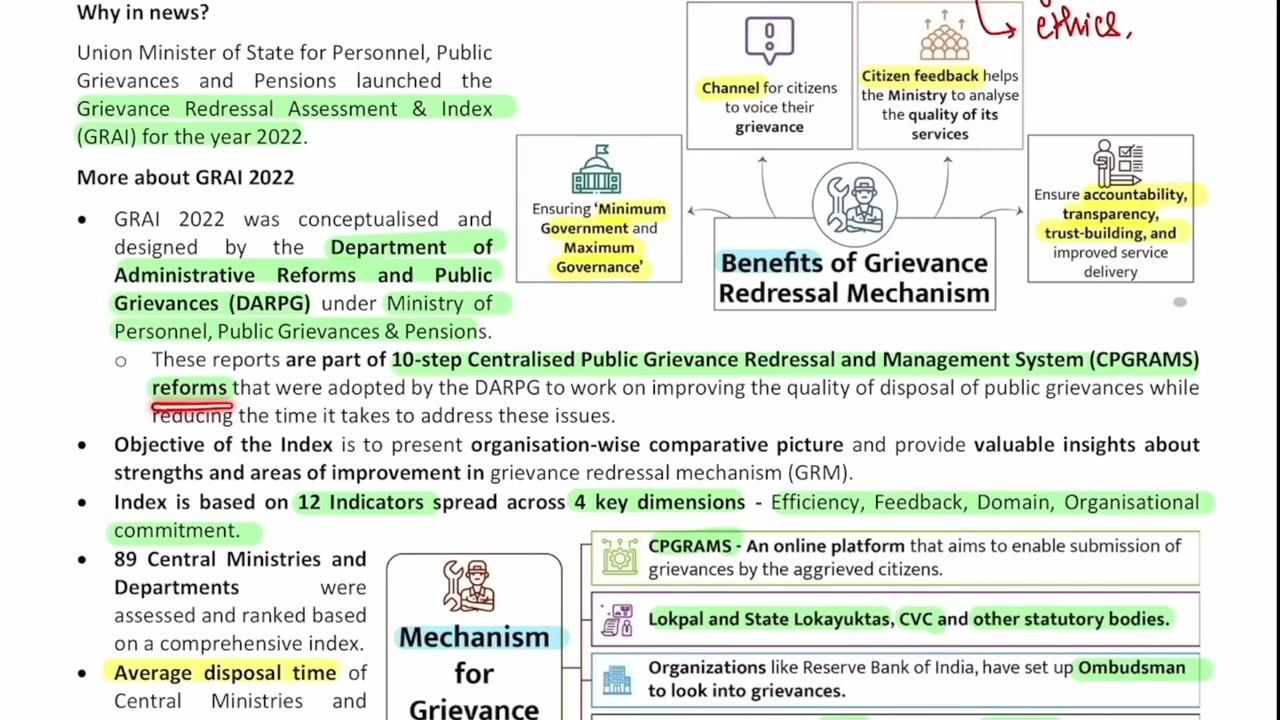 Why in news?
Union Minister of State for Personnel, Public
Grievances and Pensions launched the
Grievance Redressal Assessment & Index
(GRAI) for the year 2022.
More about GRAI 2022
• GRAI 2022 was conceptualised and
designed by the Department of
Administrative Reforms and Public
Grievances (DARPG) under Ministry of
Personnel, Public Grievances & Pensions.
ethics.
Channel for citizens
to voice their
grievance
Citizen feedback helps
the Ministry to analyse
the quality of its
services
Ensuring ‘Minimum
Government and
Maximum
Governance’
Ensure accountability,
transparency,
trust-building, and
improved service
delivery
Benefits of Grievance
Redressal Mechanism
o These reports are part of 10-step Centralised Public Grievance Redressal and Management System (CPGRAMS)
reforms that were adopted by the DARPG to work on improving the quality of disposal of public grievances while
reducing the time it takes to address these issues.
• Objective of the Index is to present organisation-wise comparative picture and provide valuable insights about
strengths and areas of improvement in grievance redressal mechanism (GRM).
• Index is based on 12 Indicators spread across 4 key dimensions - Efficiency, Feedback, Domain, Organisational
commitment.
• 89 Central Ministries and
Departments were
assessed and ranked based
on a comprehensive index.
• Average disposal time of
Central Ministries and
Mechanism
for
Grievance
CPGRAMS - An online platform that aims to enable submission of
grievances by the aggrieved citizens.
Lokpal and State Lokayuktas, CVC and other statutory bodies.
Organizations like Reserve Bank of India, have set up Ombudsman
to look into grievances.